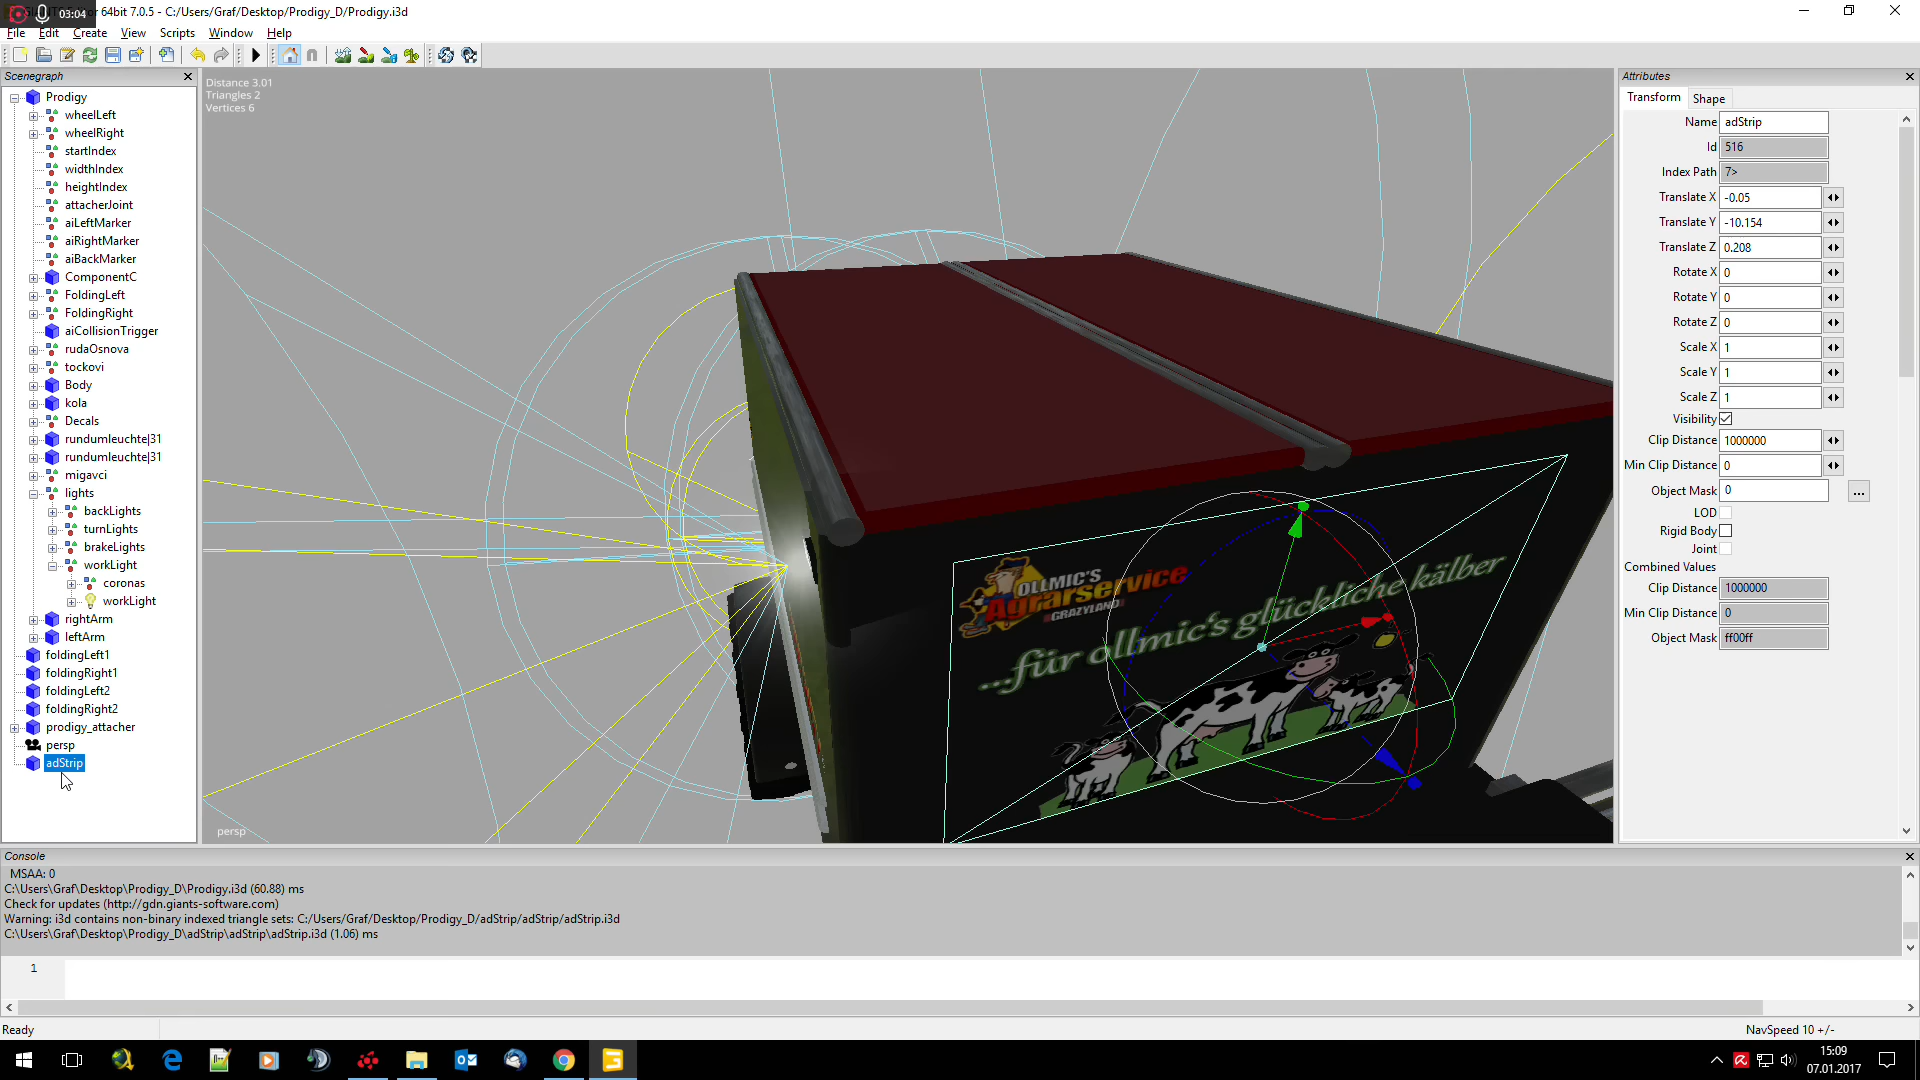 03:04
or 64bit 7.0.5 - C:/Users/Graf/Desktop/Prodigy_D/Prodigy.i3d
File Edit Create View Scripts Window Help
Scenegraph
Prodigy
wheelLeft
wheelRight
startIndex
widthIndex
heightIndex
attacherJoint
aiLeftMarker
aiRightMarker
aiBackMarker
ComponentC
FoldingLeft
FoldingRight
aiCollisionTrigger
rudaOsnova
tockovi
Body
kola
Decals
rundumleuchte|31
rundumleuchte|31
migavci
lights
backLights
turnLights
brakeLights
workLight
coronas
workLight
rightArm
leftArm
foldingLeft1
foldingRight1
foldingLeft2
foldingRight2
prodigy_attacher
persp
adStrip
Distance 3.01
Triangles 2
Vertices 6
OLLMIC'S
Agrarservice
GRAZYLAND
...für ollmic's glückliche kälber
persp
Attributes
Transform Shape
Name adStrip
Id 516
Index Path 7>
Translate X -0.05
Translate Y -10.154
Translate Z 0.208
Rotate X 0
Rotate Y 0
Rotate Z 0
Scale X 1
Scale Y 1
Scale Z 1
Visibility
Clip Distance 1000000
Min Clip Distance 0
Object Mask 0 ...
LOD
Rigid Body
Joint
Combined Values
Clip Distance 1000000
Min Clip Distance 0
Object Mask ff00ff
Console
MSAA: 0
C:\Users\Graf\Desktop\Prodigy_D\Prodigy.i3d (60.88) ms
Check for updates (http://gdn.giants-software.com)
Warning: i3d contains non-binary indexed triangle sets: C:/Users/Graf/Desktop/Prodigy_D/adStrip/adStrip/adStrip.i3d
C:\Users\Graf\Desktop\Prodigy_D\adStrip\adStrip\adStrip.i3d (1.06) ms
1
Ready
NavSpeed 10 +/-
15:09
07.01.2017